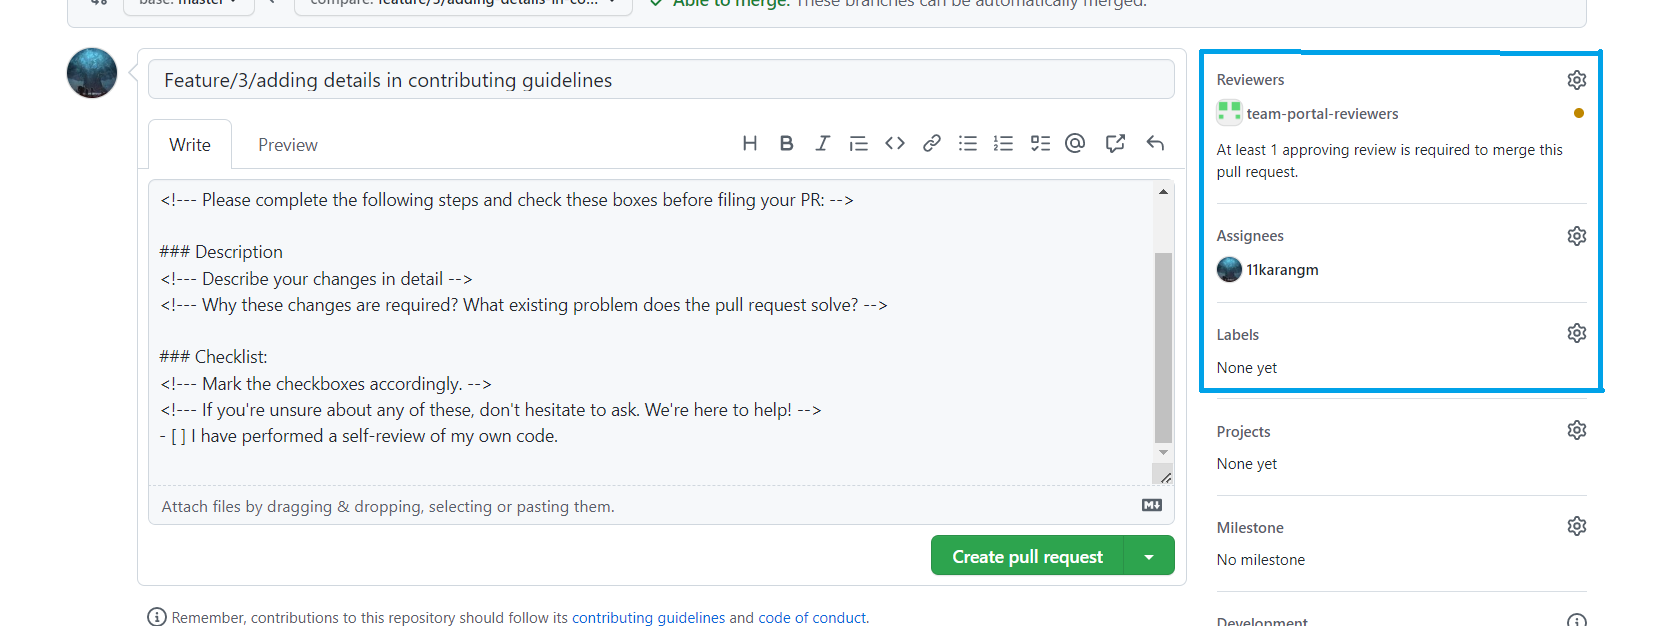 base: master
compare: feature/3/adding-details-in-co...
Able to merge. These branches can be automatically merged.
Feature/3/adding details in contributing guidelines
Write
Preview
<!--- Please complete the following steps and check these boxes before filing your PR: -->
### Description
<!--- Describe your changes in detail -->
<!--- Why these changes are required? What existing problem does the pull request solve? -->
### Checklist:
<!--- Mark the checkboxes accordingly. -->
<!--- If you're unsure about any of these, don't hesitate to ask. We're here to help! -->
- [ ] I have performed a self-review of my own code.
Attach files by dragging & dropping, selecting or pasting them.
Create pull request
Remember, contributions to this repository should follow its contributing guidelines and code of conduct.
Reviewers
team-portal-reviewers
At least 1 approving review is required to merge this
pull request.
Assignees
11karangm
Labels
None yet
Projects
None yet
Milestone
No milestone
Development